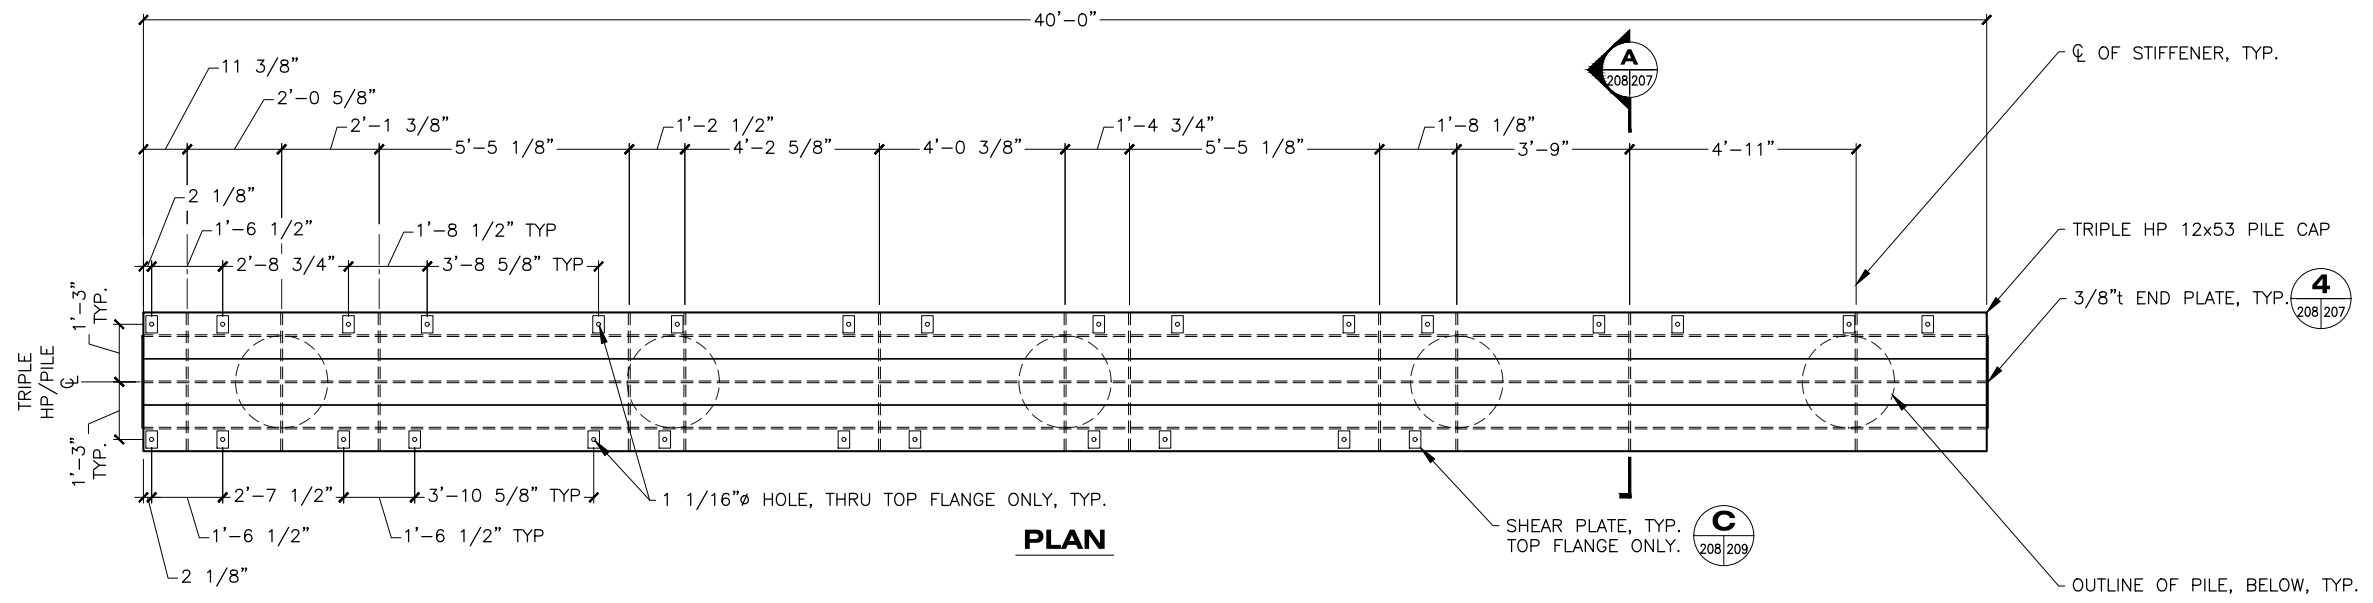 40'-0"
A
208 207
℄ OF STIFFENER, TYP.
11 3/8"
2'-0 5/8"
2'-1 3/8"
5'-5 1/8"
1'-2 1/2"
4'-2 5/8"
4'-0 3/8"
1'-4 3/4"
5'-5 1/8"
1'-8 1/8"
3'-9"
4'-11"
2 1/8"
1'-6 1/2"
1'-8 1/2" TYP
2'-8 3/4"
3'-8 5/8" TYP
TRIPLE HP 12x53 PILE CAP
3/8"t END PLATE, TYP.
4
208 207
1'-3"
TYP.
TRIPLE
HP/PILE
℄
1'-3"
TYP.
2'-7 1/2"
3'-10 5/8" TYP
1 1/16"ø HOLE, THRU TOP FLANGE ONLY, TYP.
1'-6 1/2"
1'-6 1/2" TYP
2 1/8"
PLAN
SHEAR PLATE, TYP.
TOP FLANGE ONLY.
C
208 209
OUTLINE OF PILE, BELOW, TYP.